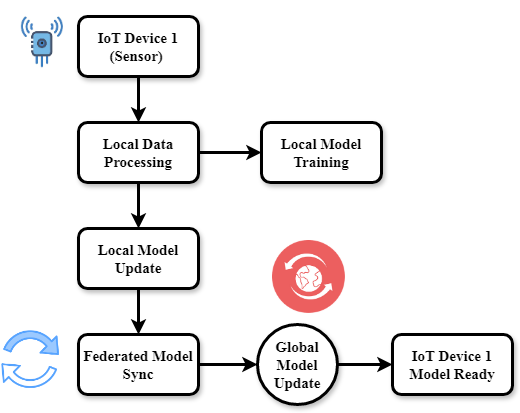 IoT Device 1
(Sensor)
Local Data
Processing
Local Model
Training
Local Model
Update
Federated Model
Sync
Global
Model
Update
IoT Device 1
Model Ready